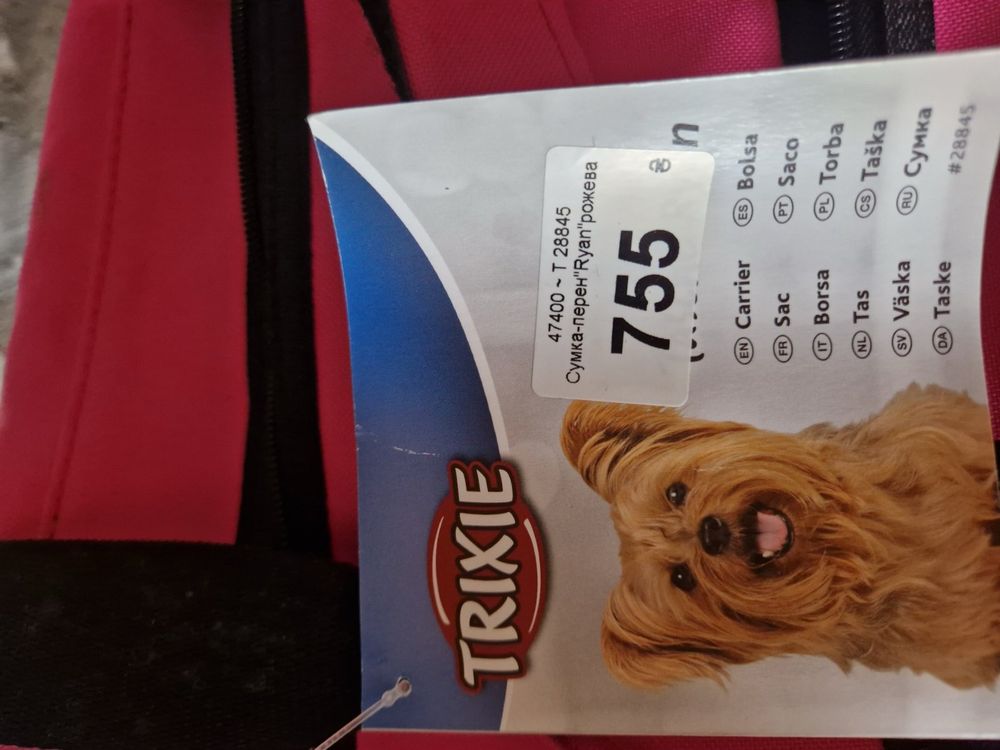 TRIXIE
47400 ~ T 28845
Сумка-перен"Ryan"рожева
755
n
EN Carrier
FR Sac
IT Borsa
NL Tas
SV Väska
DA Taske
ES Bolsa
PT Saco
PL Torba
CS Taška
RU Сумка
#28845